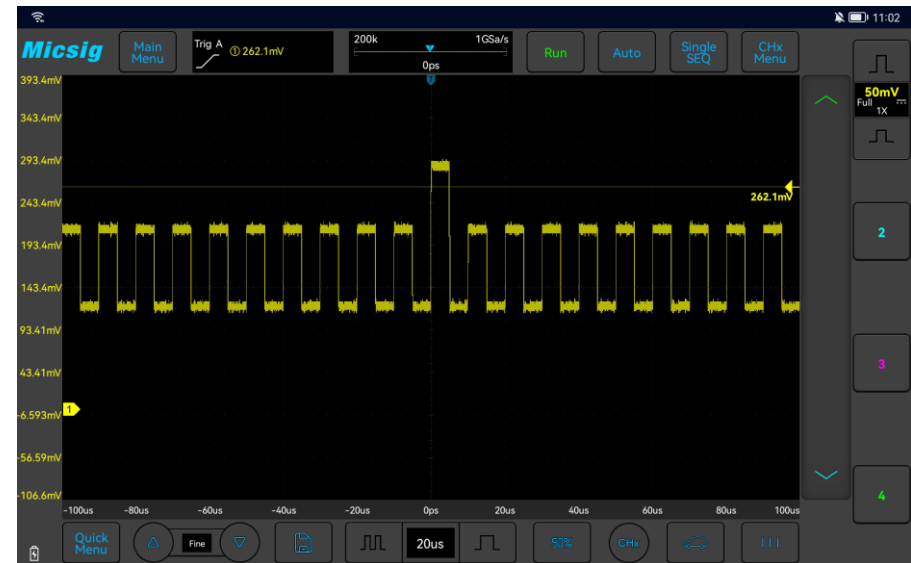 11:02
Micsig
Main Menu
Trig A ① 262.1mV
200k 1GSa/s
0ps
Run
Auto
Single SEQ
CHx Menu
50mV
Full 1X
393.4mV
343.4mV
293.4mV
243.4mV
193.4mV
143.4mV
93.41mV
43.41mV
-6.593mV
-56.59mV
-106.6mV
T
262.1mV
1
2
3
4
-100us -80us -60us -40us -20us 0ps 20us 40us 60us 80us 100us
Quick Menu
Fine
20us
50%
CHx